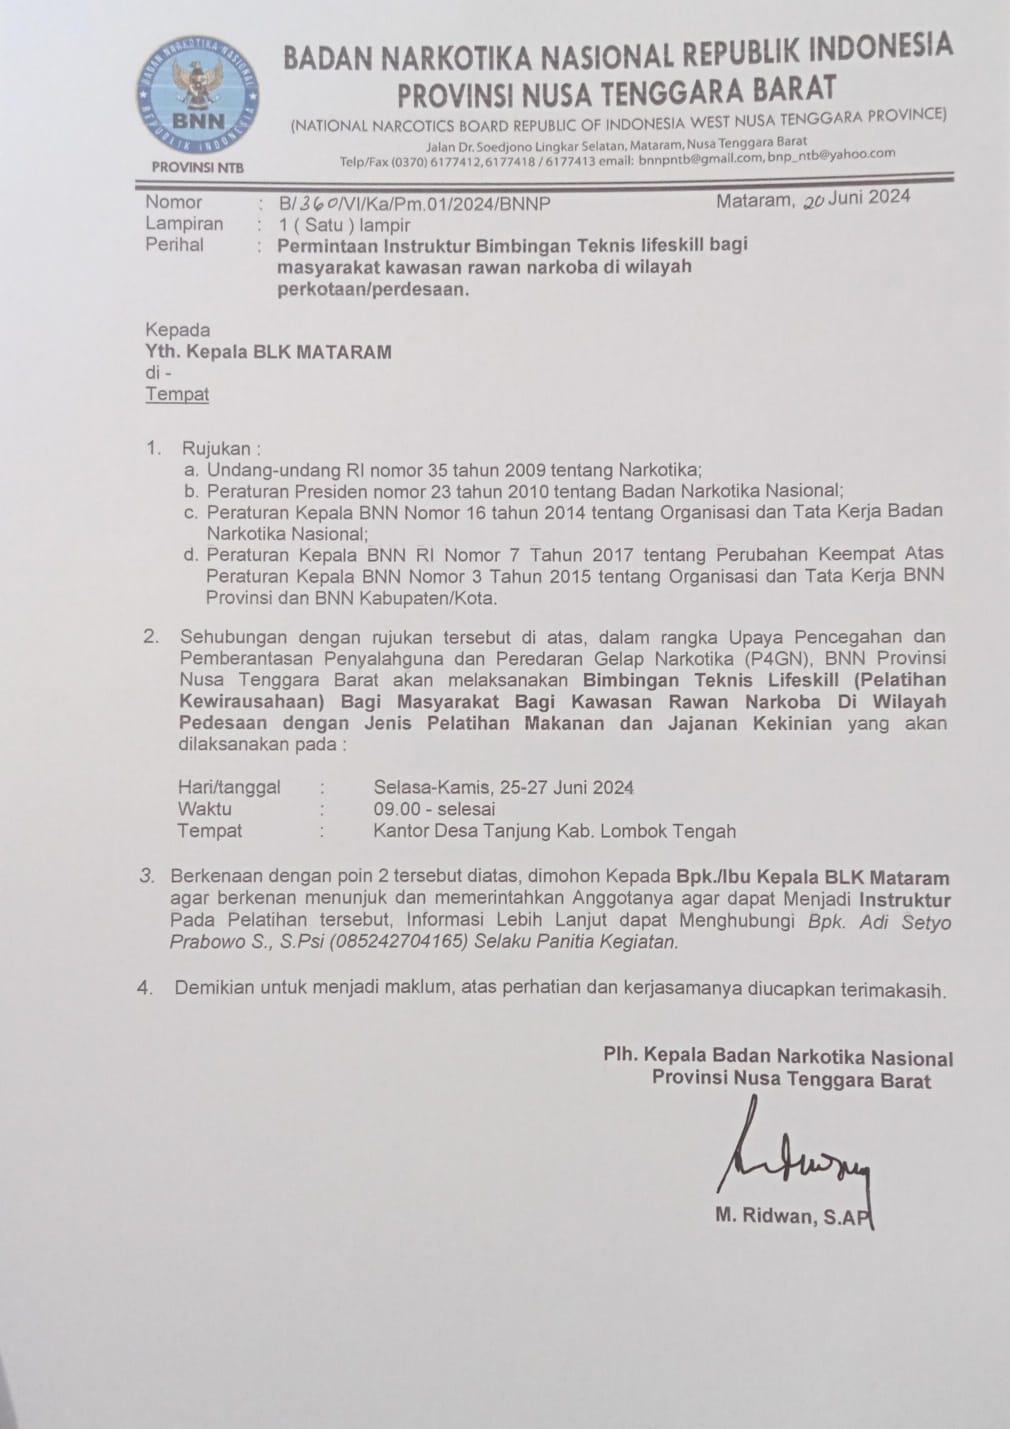 BADAN NARKOTIKA NASIONAL
REPUBLIK INDONESIA
BNN
PROVINSI NTB
BADAN NARKOTIKA NASIONAL REPUBLIK INDONESIA
PROVINSI NUSA TENGGARA BARAT
(NATIONAL NARCOTICS BOARD REPUBLIC OF INDONESIA WEST NUSA TENGGARA PROVINCE)
Jalan Dr. Soedjono Lingkar Selatan, Mataram, Nusa Tenggara Barat
Telp/Fax (0370) 6177412, 6177418 / 6177413 email: bnnpntb@gmail.com, bnp_ntb@yahoo.com
Nomor : B/360/VI/Ka/Pm.01/2024/BNNP Mataram, 20 Juni 2024
Lampiran : 1 ( Satu ) lampir
Perihal : Permintaan Instruktur Bimbingan Teknis lifeskill bagi
masyarakat kawasan rawan narkoba di wilayah
perkotaan/perdesaan.
Kepada
Yth. Kepala BLK MATARAM
di -
Tempat
1. Rujukan :
a. Undang-undang RI nomor 35 tahun 2009 tentang Narkotika;
b. Peraturan Presiden nomor 23 tahun 2010 tentang Badan Narkotika Nasional;
c. Peraturan Kepala BNN Nomor 16 tahun 2014 tentang Organisasi dan Tata Kerja Badan
Narkotika Nasional;
d. Peraturan Kepala BNN RI Nomor 7 Tahun 2017 tentang Perubahan Keempat Atas
Peraturan Kepala BNN Nomor 3 Tahun 2015 tentang Organisasi dan Tata Kerja BNN
Provinsi dan BNN Kabupaten/Kota.
2. Sehubungan dengan rujukan tersebut di atas, dalam rangka Upaya Pencegahan dan
Pemberantasan Penyalahguna dan Peredaran Gelap Narkotika (P4GN), BNN Provinsi
Nusa Tenggara Barat akan melaksanakan Bimbingan Teknis Lifeskill (Pelatihan
Kewirausahaan) Bagi Masyarakat Bagi Kawasan Rawan Narkoba Di Wilayah
Pedesaan dengan Jenis Pelatihan Makanan dan Jajanan Kekinian yang akan
dilaksanakan pada :
Hari/tanggal : Selasa-Kamis, 25-27 Juni 2024
Waktu : 09.00 - selesai
Tempat : Kantor Desa Tanjung Kab. Lombok Tengah
3. Berkenaan dengan poin 2 tersebut diatas, dimohon Kepada Bpk./Ibu Kepala BLK Mataram
agar berkenan menunjuk dan memerintahkan Anggotanya agar dapat Menjadi Instruktur
Pada Pelatihan tersebut, Informasi Lebih Lanjut dapat Menghubungi Bpk. Adi Setyo
Prabowo S., S.Psi (085242704165) Selaku Panitia Kegiatan.
4. Demikian untuk menjadi maklum, atas perhatian dan kerjasamanya diucapkan terimakasih.
Plh. Kepala Badan Narkotika Nasional
Provinsi Nusa Tenggara Barat
M. Ridwan, S.AP